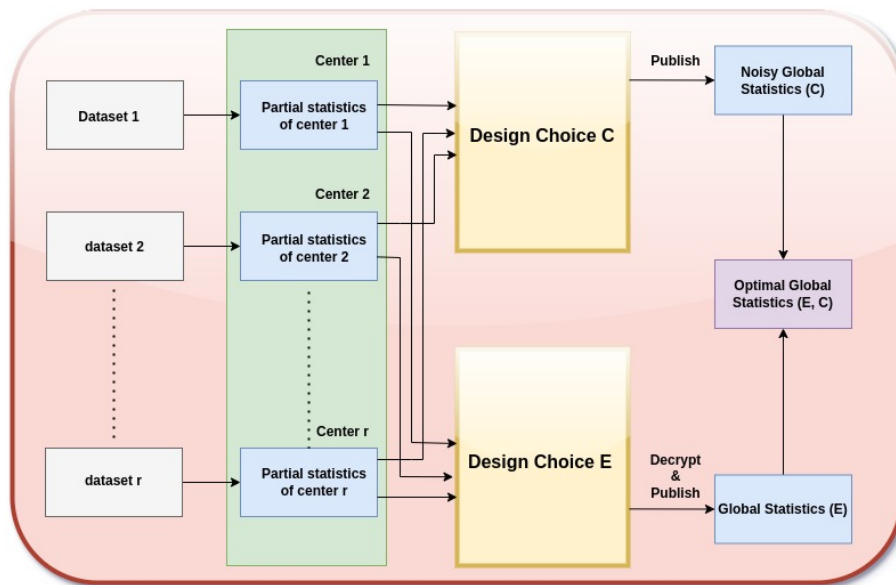 Center 1
Dataset 1
Partial statistics
of center 1
Design Choice C
Publish
Noisy Global
Statistics (C)
Center 2
dataset 2
Partial statistics
of center 2
Optimal Global
Statistics (E, C)
Center r
dataset r
Partial statistics
of center r
Design Choice E
Decrypt
&
Publish
Global Statistics (E)